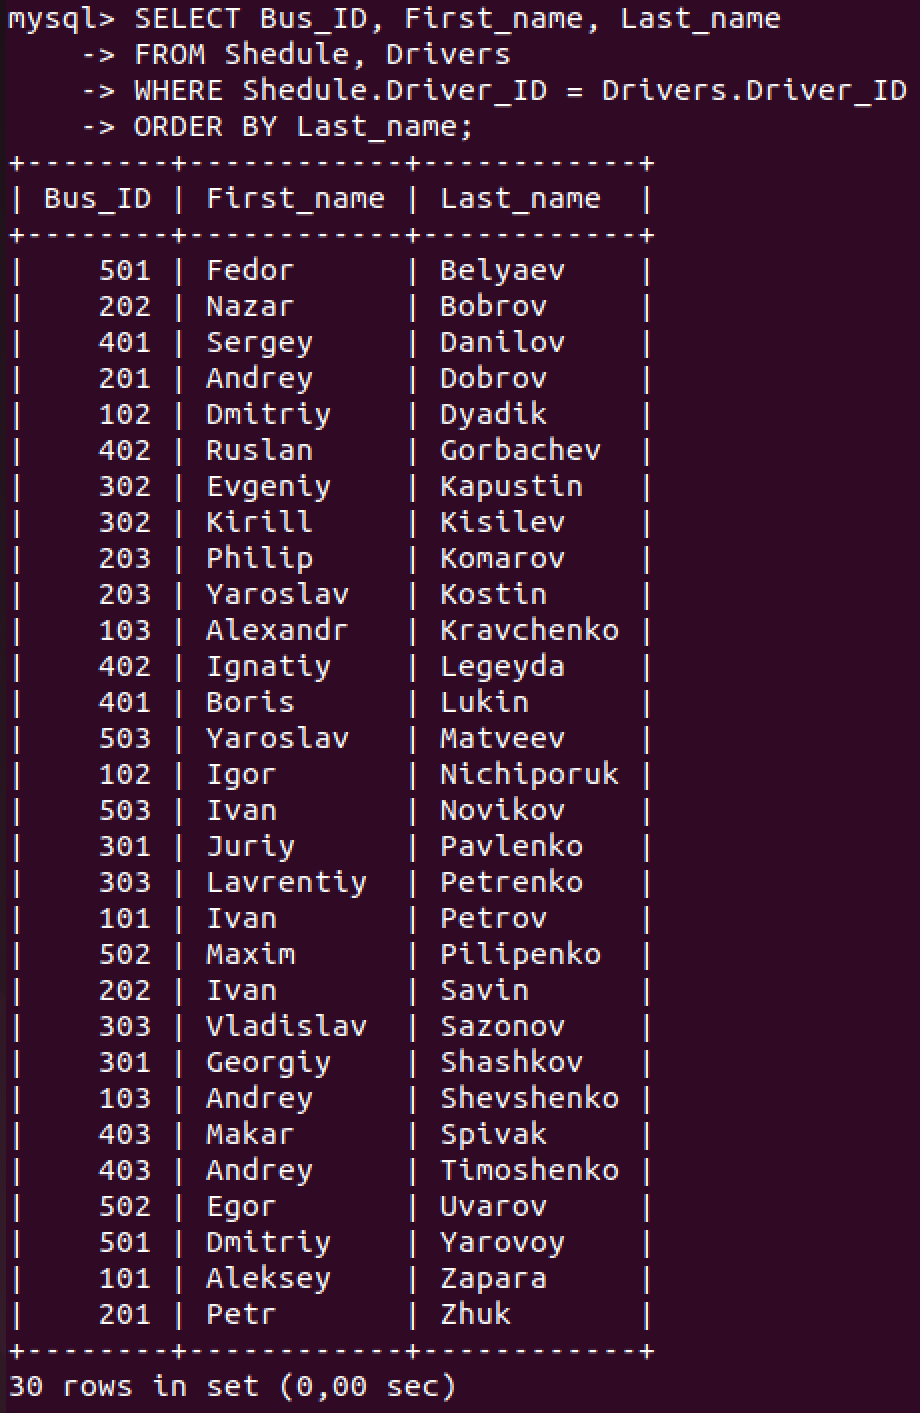 mysql> SELECT Bus_ID, First_name, Last_name
    -> FROM Shedule, Drivers
    -> WHERE Shedule.Driver_ID = Drivers.Driver_ID
    -> ORDER BY Last_name;
+--------+------------+------------+
| Bus_ID | First_name | Last_name  |
+--------+------------+------------+
|    501 | Fedor      | Belyaev    |
|    202 | Nazar      | Bobrov     |
|    401 | Sergey     | Danilov    |
|    201 | Andrey     | Dobrov     |
|    102 | Dmitriy    | Dyadik     |
|    402 | Ruslan     | Gorbachev  |
|    302 | Evgeniy    | Kapustin   |
|    302 | Kirill     | Kisilev    |
|    203 | Philip     | Komarov    |
|    203 | Yaroslav   | Kostin     |
|    103 | Alexandr   | Kravchenko |
|    402 | Ignatiy    | Legeyda    |
|    401 | Boris      | Lukin      |
|    503 | Yaroslav   | Matveev    |
|    102 | Igor       | Nichiporuk |
|    503 | Ivan       | Novikov    |
|    301 | Juriy      | Pavlenko   |
|    303 | Lavrentiy  | Petrenko   |
|    101 | Ivan       | Petrov     |
|    502 | Maxim      | Pilipenko  |
|    202 | Ivan       | Savin      |
|    303 | Vladislav  | Sazonov    |
|    301 | Georgiy    | Shashkov   |
|    103 | Andrey     | Shevshenko |
|    403 | Makar      | Spivak     |
|    403 | Andrey     | Timoshenko |
|    502 | Egor       | Uvarov     |
|    501 | Dmitriy    | Yarovoy    |
|    101 | Aleksey    | Zapara     |
|    201 | Petr       | Zhuk       |
+--------+------------+------------+
30 rows in set (0,00 sec)